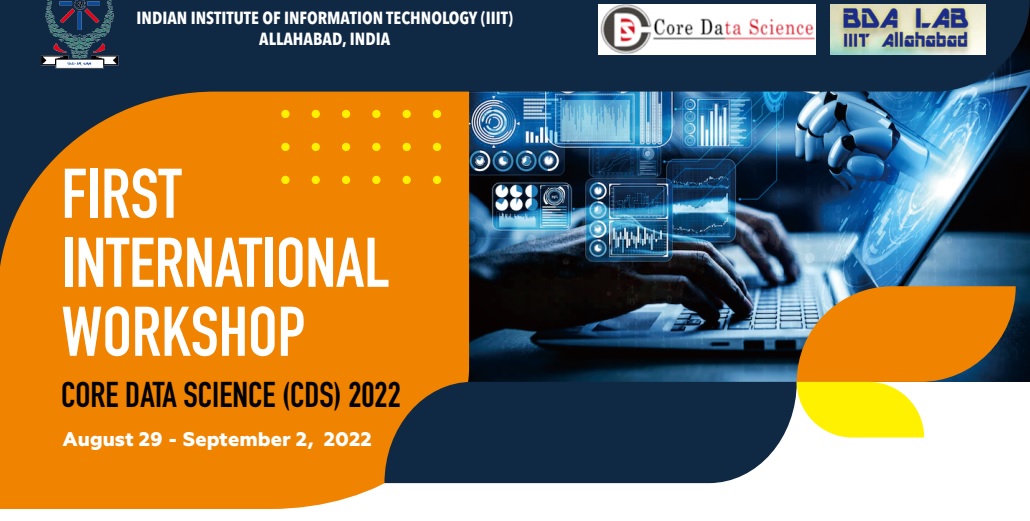 INDIAN INSTITUTE OF INFORMATION TECHNOLOGY (IIIT)
ALLAHABAD, INDIA
Core Data Science
BDA LAB
IIIT Allahabad
FIRST
INTERNATIONAL
WORKSHOP
CORE DATA SCIENCE (CDS) 2022
August 29 - September 2, 2022